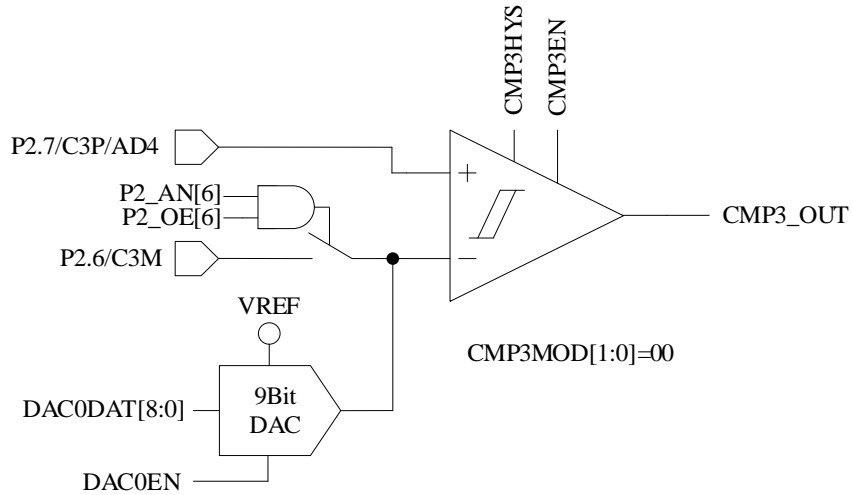 CMP3HYS
CMP3EN
P2.7/C3P/AD4
+
P2_AN[6]
P2_OE[6]
CMP3_OUT
P2.6/C3M
−
VREF
CMP3MOD[1:0]=00
9Bit
DAC
DAC0DAT[8:0]
DAC0EN